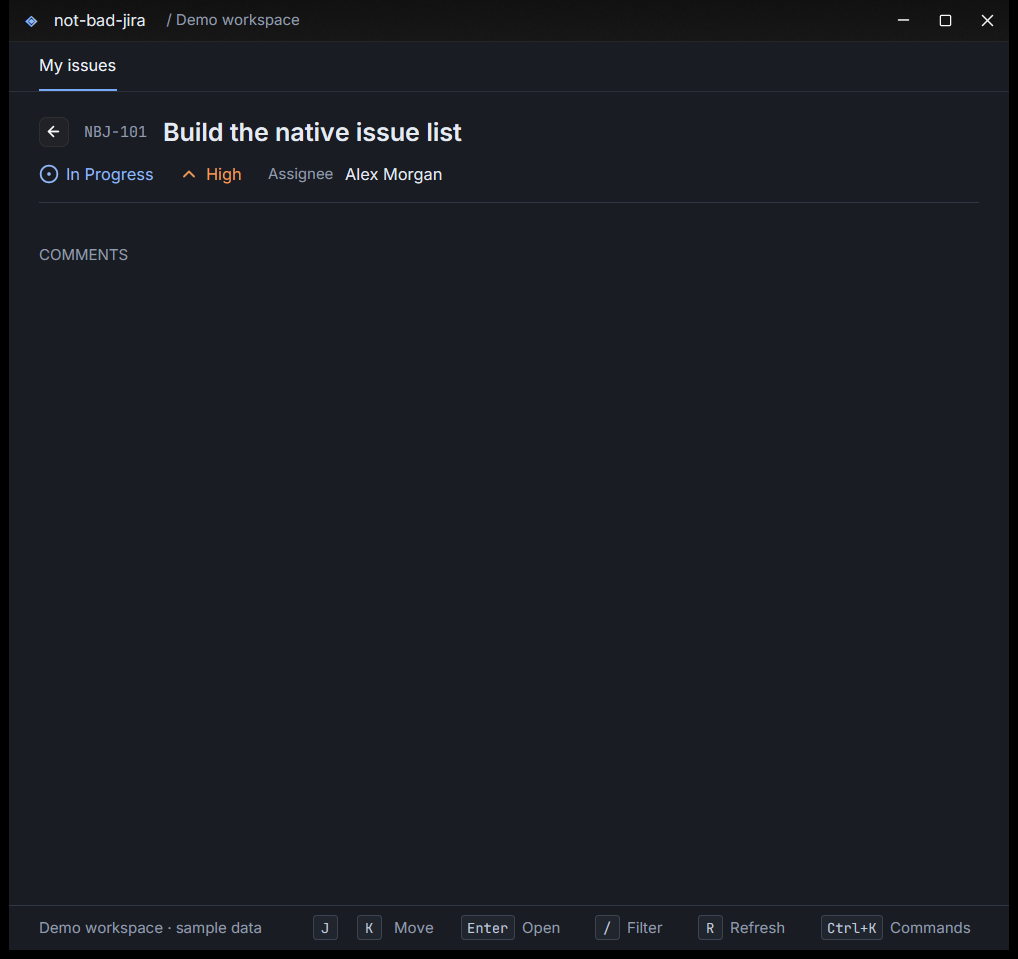 not-bad-jira / Demo workspace
My issues
NBJ-101 Build the native issue list
In Progress High Assignee Alex Morgan
COMMENTS
Demo workspace · sample data J K Move Enter Open / Filter R Refresh Ctrl+K Commands